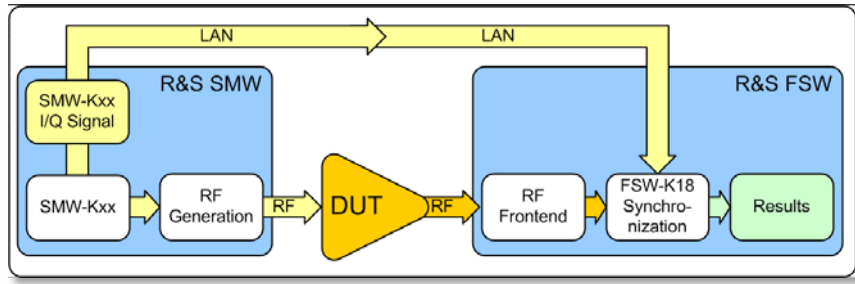 LAN
LAN
R&S SMW
R&S FSW
SMW-Kxx
I/Q Signal
SMW-Kxx
RF
Generation
RF
DUT
RF
RF
Frontend
FSW-K18
Synchro-
nization
Results